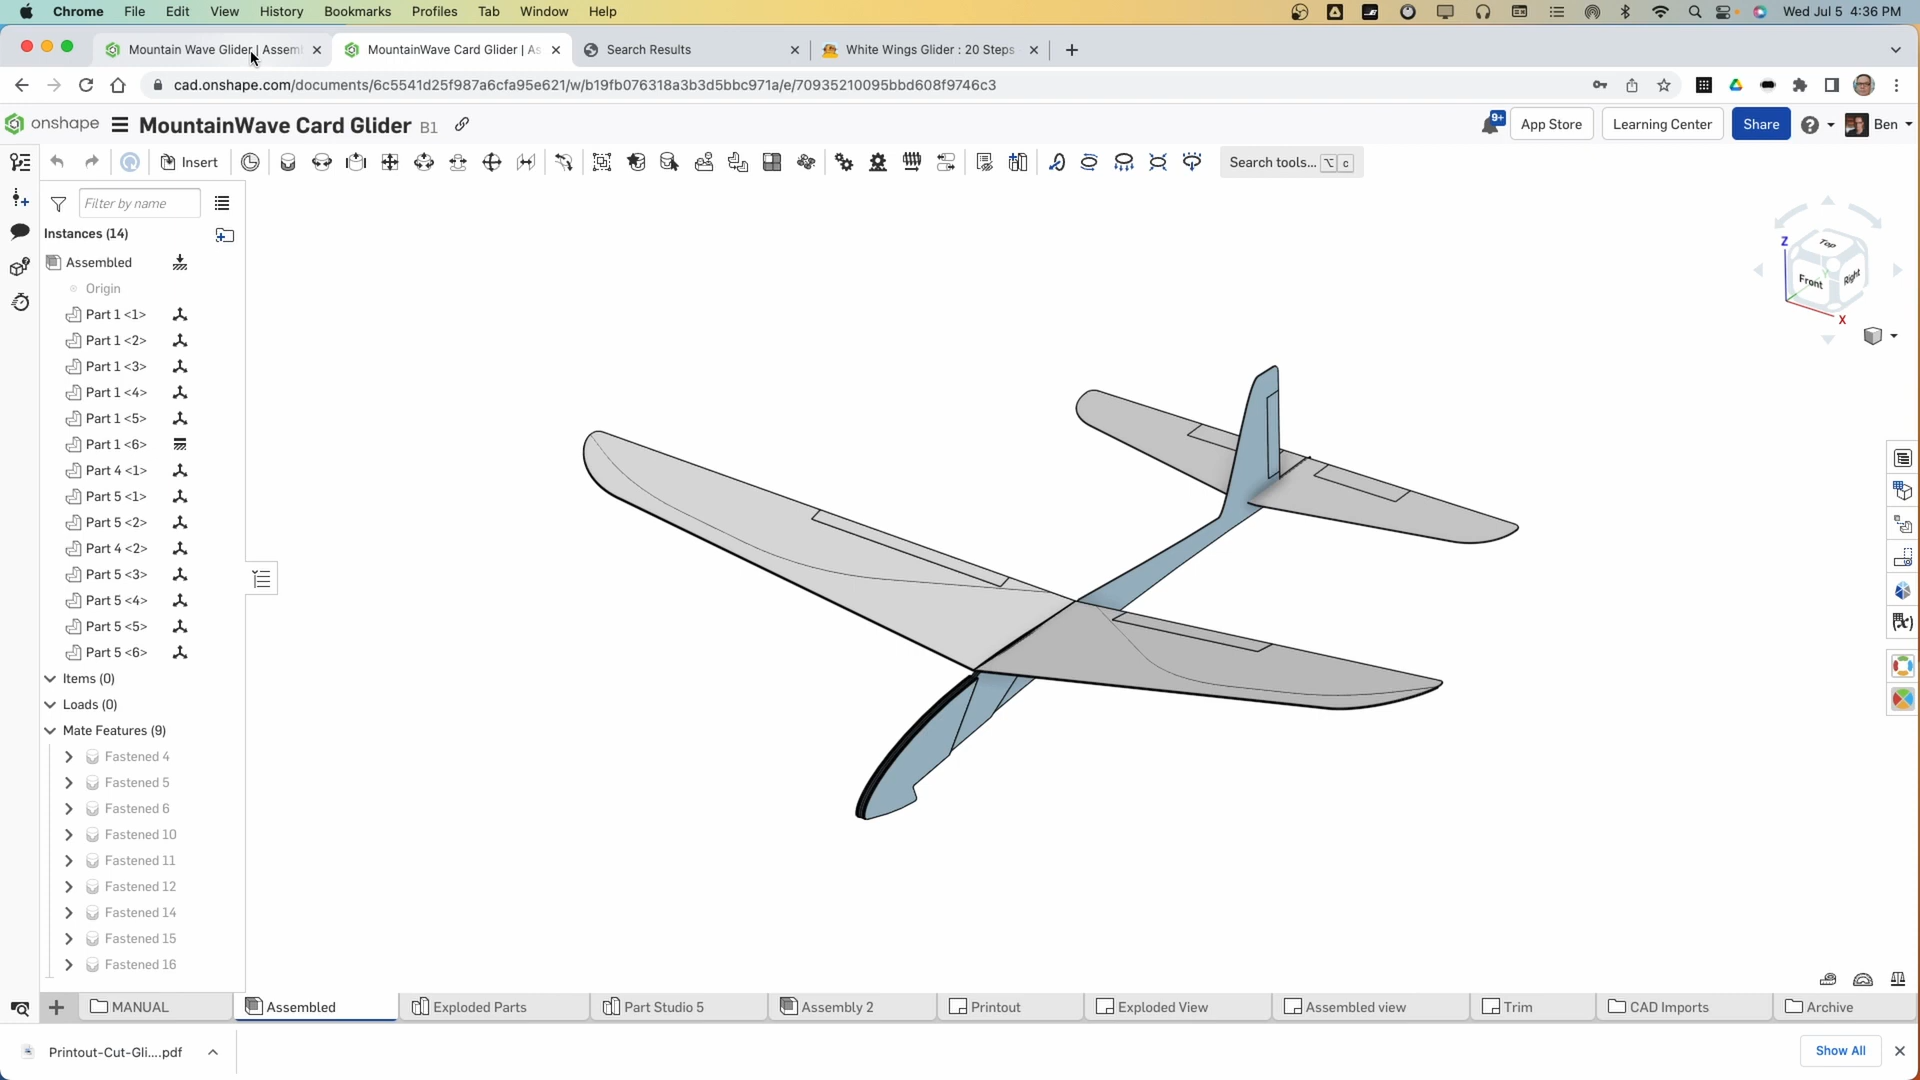 Chrome File Edit View History Bookmarks Profiles Tab Window Help Wed Jul 5 4:36 PM
Mountain Wave Glider | Assem MountainWave Card Glider | As Search Results White Wings Glider : 20 Steps
cad.onshape.com/documents/6c5541d25f987a6cfa95e621/w/b19fb076318a3b3d5bbc971a/e/70935210095bbd608f9746c3
onshape MountainWave Card Glider B1 9+ App Store Learning Center Share Ben
Insert Search tools... ⌥ c
Filter by name
Instances (14)
Assembled
Origin
Part 1 <1>
Part 1 <2>
Part 1 <3>
Part 1 <4>
Part 1 <5>
Part 1 <6>
Part 4 <1>
Part 5 <1>
Part 5 <2>
Part 4 <2>
Part 5 <3>
Part 5 <4>
Part 5 <5>
Part 5 <6>
Items (0)
Loads (0)
Mate Features (9)
Fastened 4
Fastened 5
Fastened 6
Fastened 10
Fastened 11
Fastened 12
Fastened 14
Fastened 15
Fastened 16
Z Top Front Y Right X
MANUAL Assembled Exploded Parts Part Studio 5 Assembly 2 Printout Exploded View Assembled view Trim CAD Imports Archive
Printout-Cut-Gli....pdf Show All